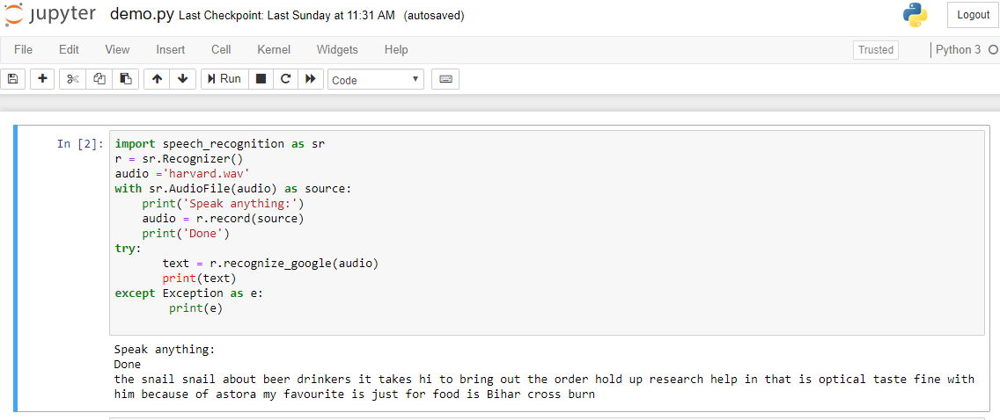 jupyter demo.py Last Checkpoint: Last Sunday at 11:31 AM (autosaved) Logout
File Edit View Insert Cell Kernel Widgets Help Trusted Python 3
Run Code
In [2]: import speech_recognition as sr
r = sr.Recognizer()
audio ='harvard.wav'
with sr.AudioFile(audio) as source:
    print('Speak anything:')
    audio = r.record(source)
    print('Done')
try:
       text = r.recognize_google(audio)
       print(text)
except Exception as e:
        print(e)
Speak anything:
Done
the snail snail about beer drinkers it takes hi to bring out the order hold up research help in that is optical taste fine with
him because of astora my favourite is just for food is Bihar cross burn